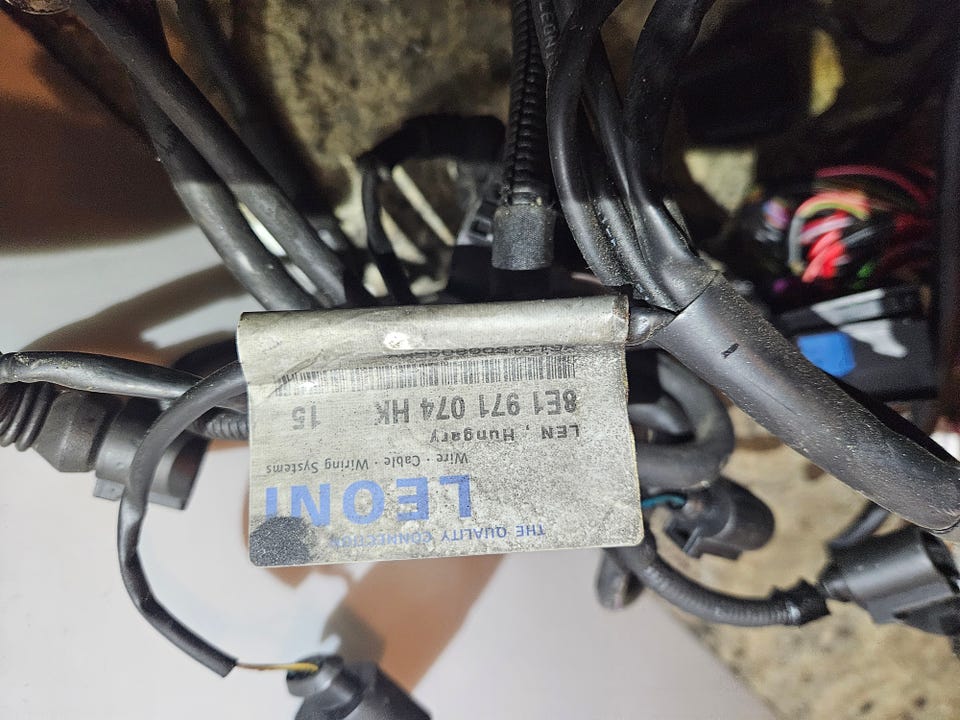 THE QUALITY CONNECTION
LEONI
Wire · Cable · Wiring Systems
LEN , Hungary
8E1 971 074 HK 15